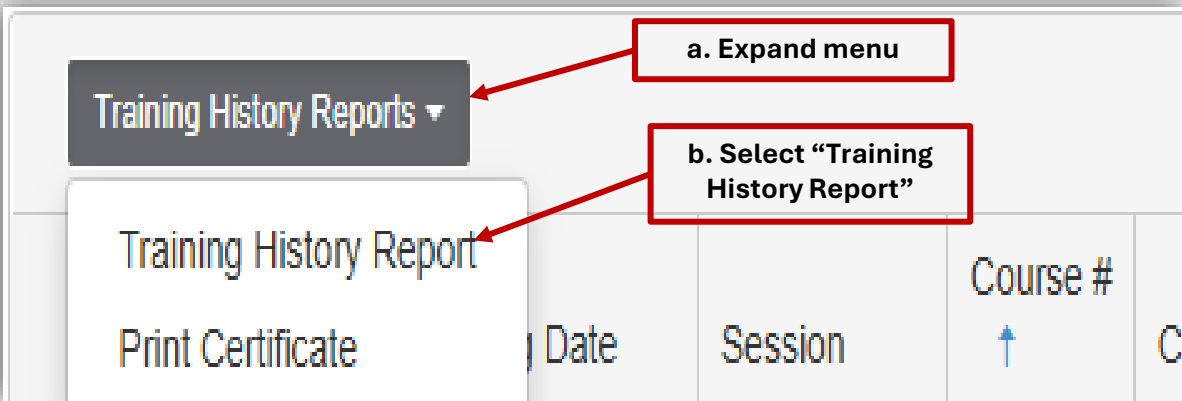 a. Expand menu
Training History Reports
b. Select “Training
History Report”
Training History Report
Course #
Print Certificate
Date
Session